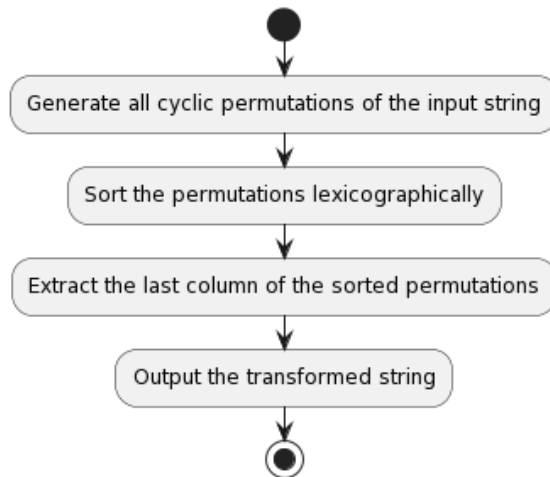 Generate all cyclic permutations of the input string
Sort the permutations lexicographically
Extract the last column of the sorted permutations
Output the transformed string